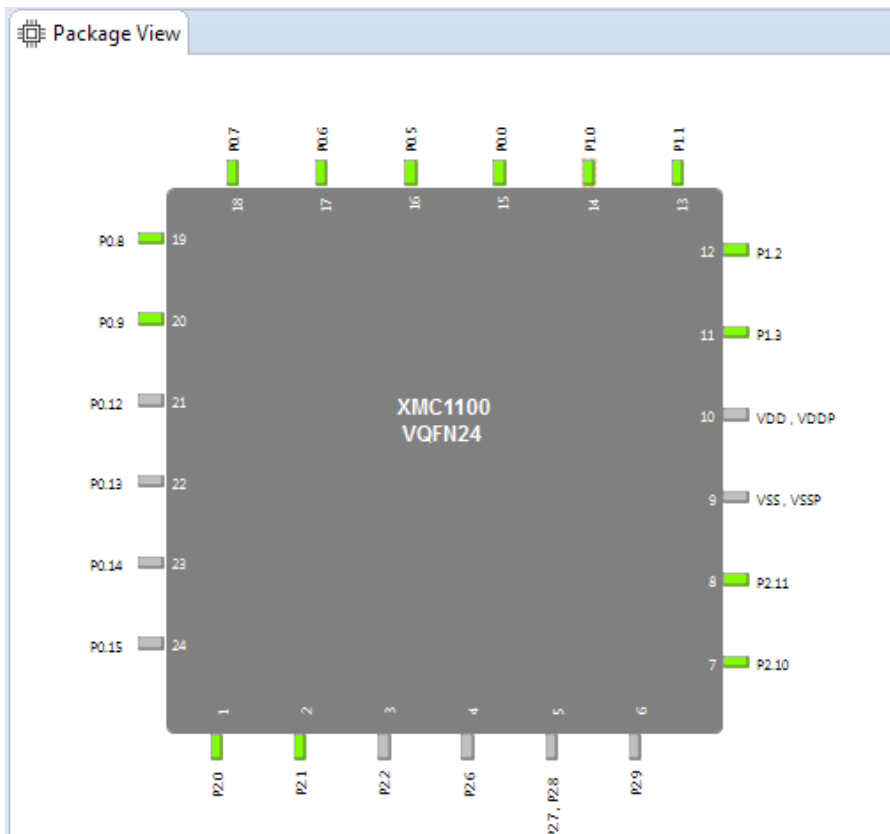 Package View
P0.7
P0.6
P0.5
P0.0
P1.0
P1.1
18
17
16
15
14
13
P0.8
19
12
P1.2
P0.9
20
11
P1.3
P0.12
21
XMC1100
VQFN24
10
VDD , VDDP
P0.13
22
9
VSS , VSSP
P0.14
23
8
P2.11
P0.15
24
7
P2.10
1
2
3
4
5
6
P2.0
P2.1
P2.2
P2.6
P2.7 , P2.8
P2.9